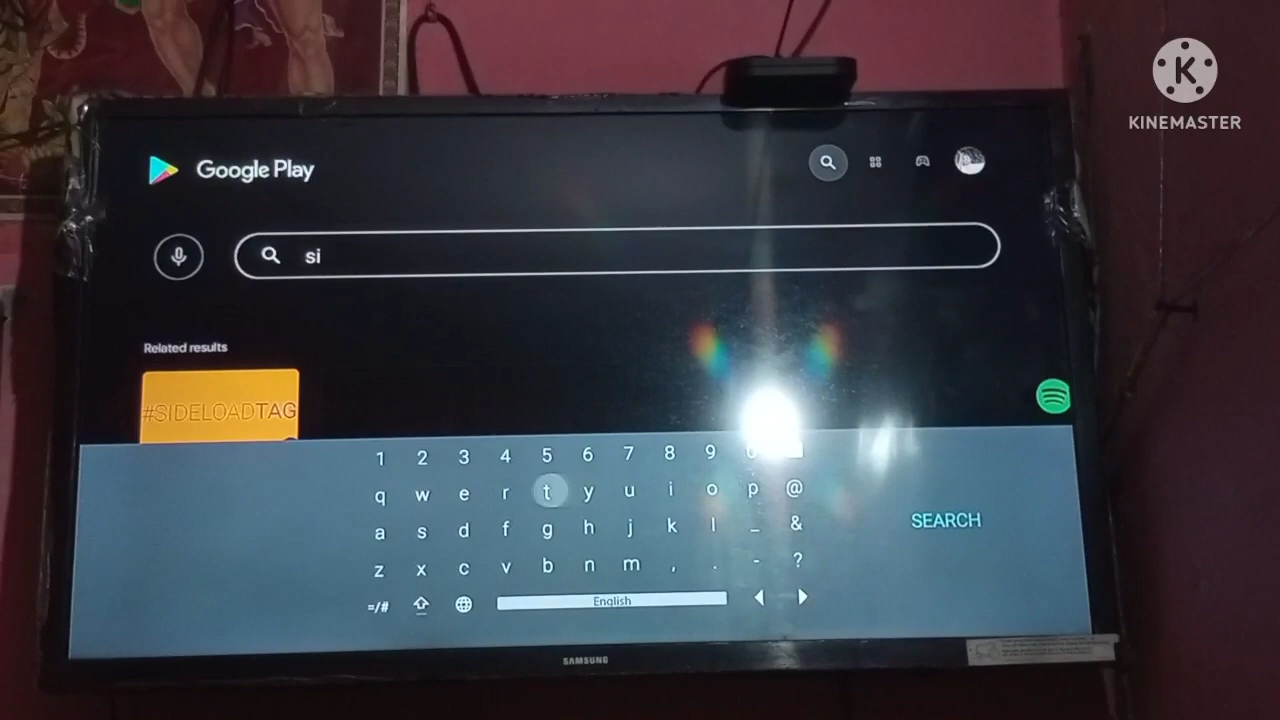 KINEMASTER
Google Play
si
Related results
#SIDELOADTAG
1 2 3 4 5 6 7 8 9 0
q w e r t y u i o p @
a s d f g h j k l _ &
z x c v b n m , . - ?
=/# English
SEARCH
SAMSUNG